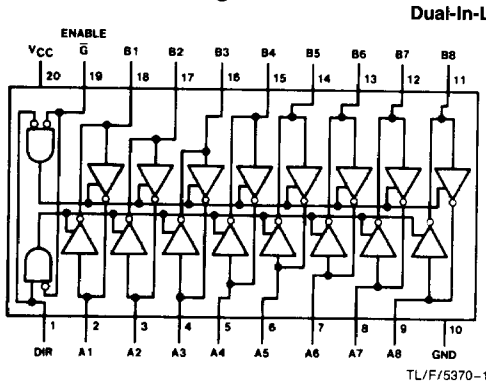 Dual-In-L
ENABLE
VCC G̅ B1 B2 B3 B4 B5 B6 B7 B8
20 19 18 17 16 15 14 13 12 11
1 2 3 4 5 6 7 8 9 10
DIR A1 A2 A3 A4 A5 A6 A7 A8 GND
TL/F/5370-1